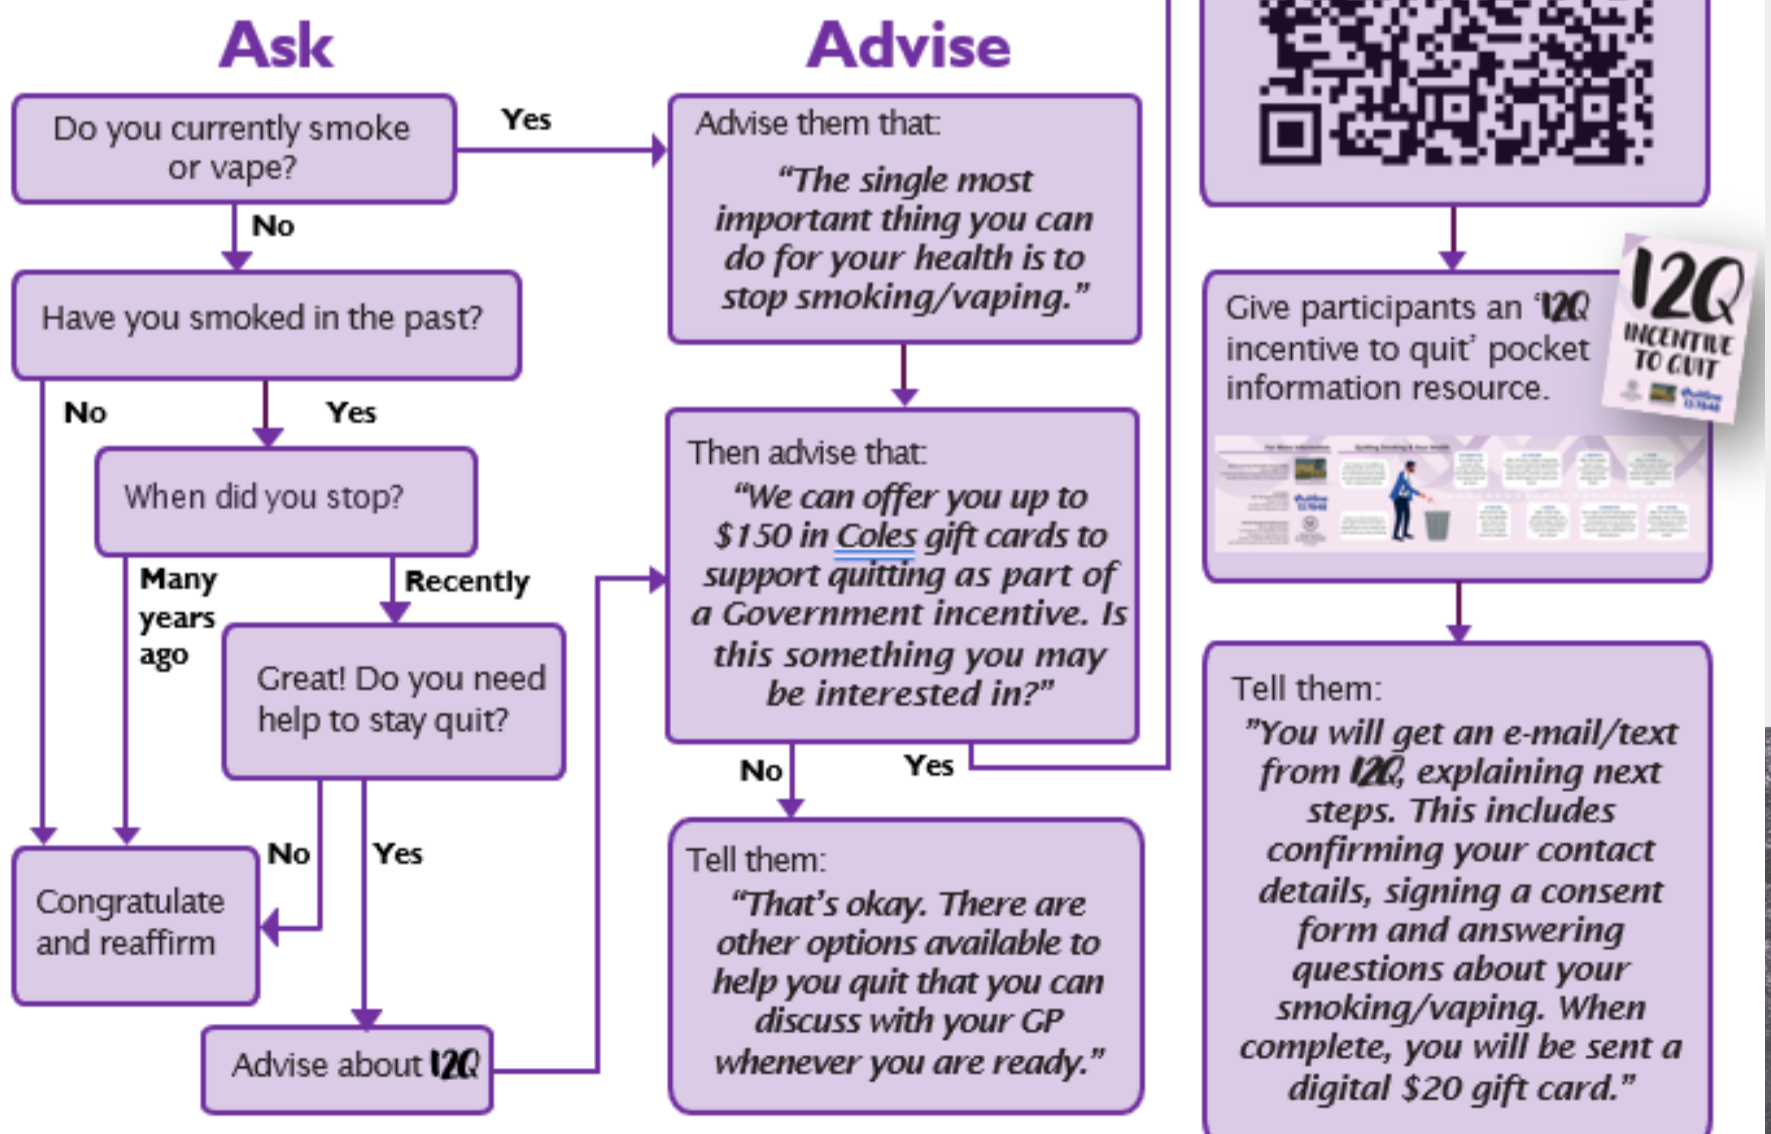 Ask
Do you currently smoke
or vape?
Yes
No
Have you smoked in the past?
No
Yes
When did you stop?
Many
years
ago
Recently
Great! Do you need
help to stay quit?
No
Yes
Congratulate
and reaffirm
Advise about I2Q
Advise
Advise them that:
“The single most
important thing you can
do for your health is to
stop smoking/vaping.”
Then advise that:
“We can offer you up to
$150 in Coles gift cards to
support quitting as part of
a Government incentive. Is
this something you may
be interested in?”
No
Yes
Tell them:
“That’s okay. There are
other options available to
help you quit that you can
discuss with your GP
whenever you are ready.”
Give participants an ‘I2Q
incentive to quit’ pocket
information resource.
I2Q
INCENTIVE
TO QUIT
Quitline
13 7848
Tell them:
”You will get an e-mail/text
from I2Q, explaining next
steps. This includes
confirming your contact
details, signing a consent
form and answering
questions about your
smoking/vaping. When
complete, you will be sent a
digital $20 gift card.”